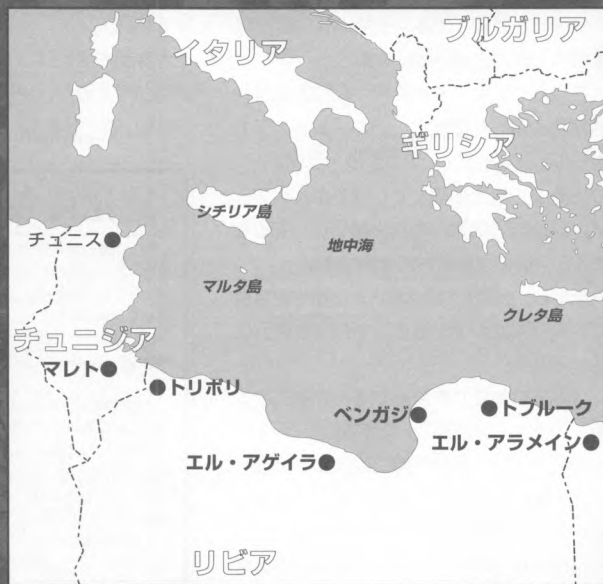 イタリア
ブルガリア
ギリシア
シチリア島
地中海
チュニス
マルタ島
クレタ島
チュニジア
マレト
トリポリ
ベンガジ
トブルーク
エル・アゲイラ
エル・アラメイン
リビア